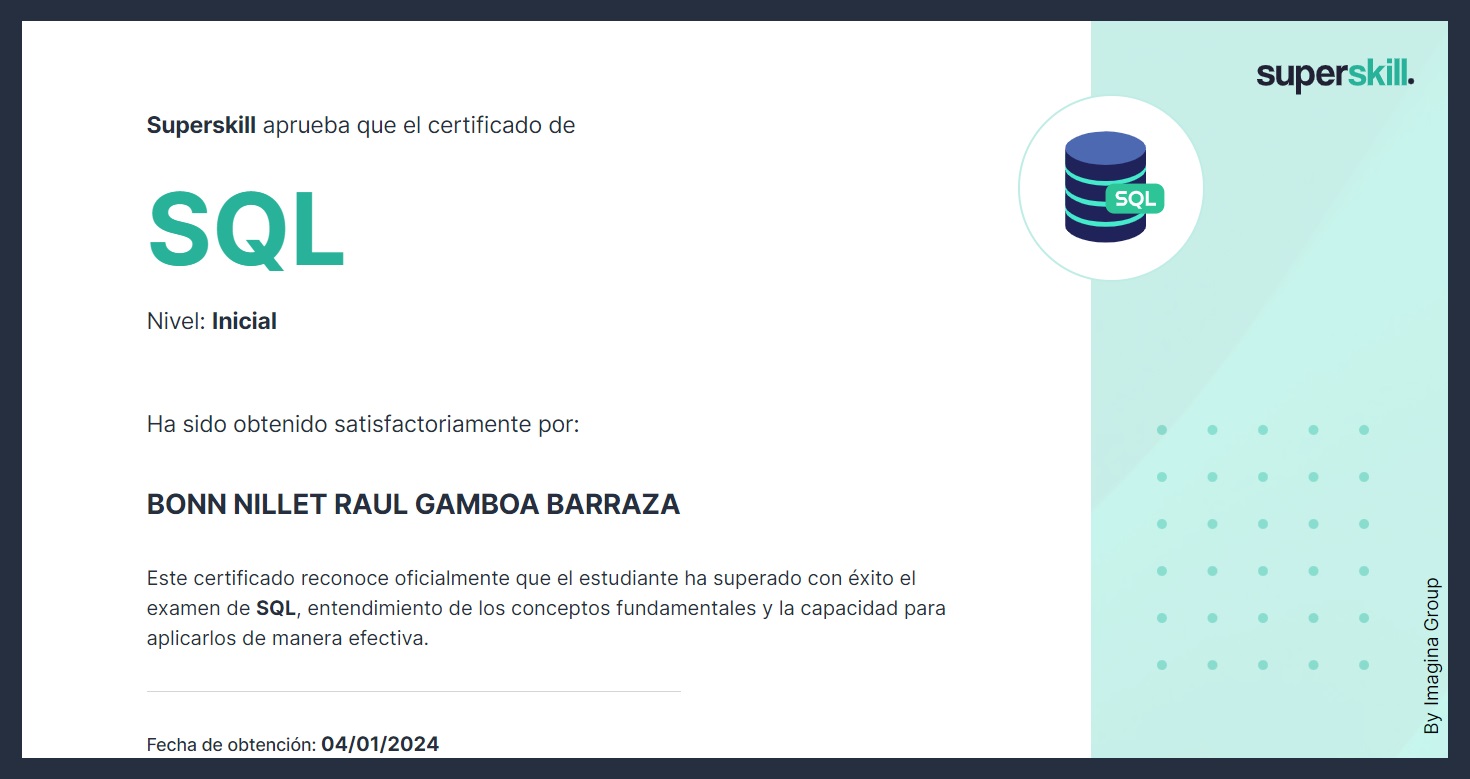 superskill.
Superskill aprueba que el certificado de
SQL
SQL
Nivel: Inicial
Ha sido obtenido satisfactoriamente por:
BONN NILLET RAUL GAMBOA BARRAZA
Este certificado reconoce oficialmente que el estudiante ha superado con éxito el
examen de SQL, entendimiento de los conceptos fundamentales y la capacidad para
aplicarlos de manera efectiva.
Fecha de obtención: 04/01/2024
By Imagina Group